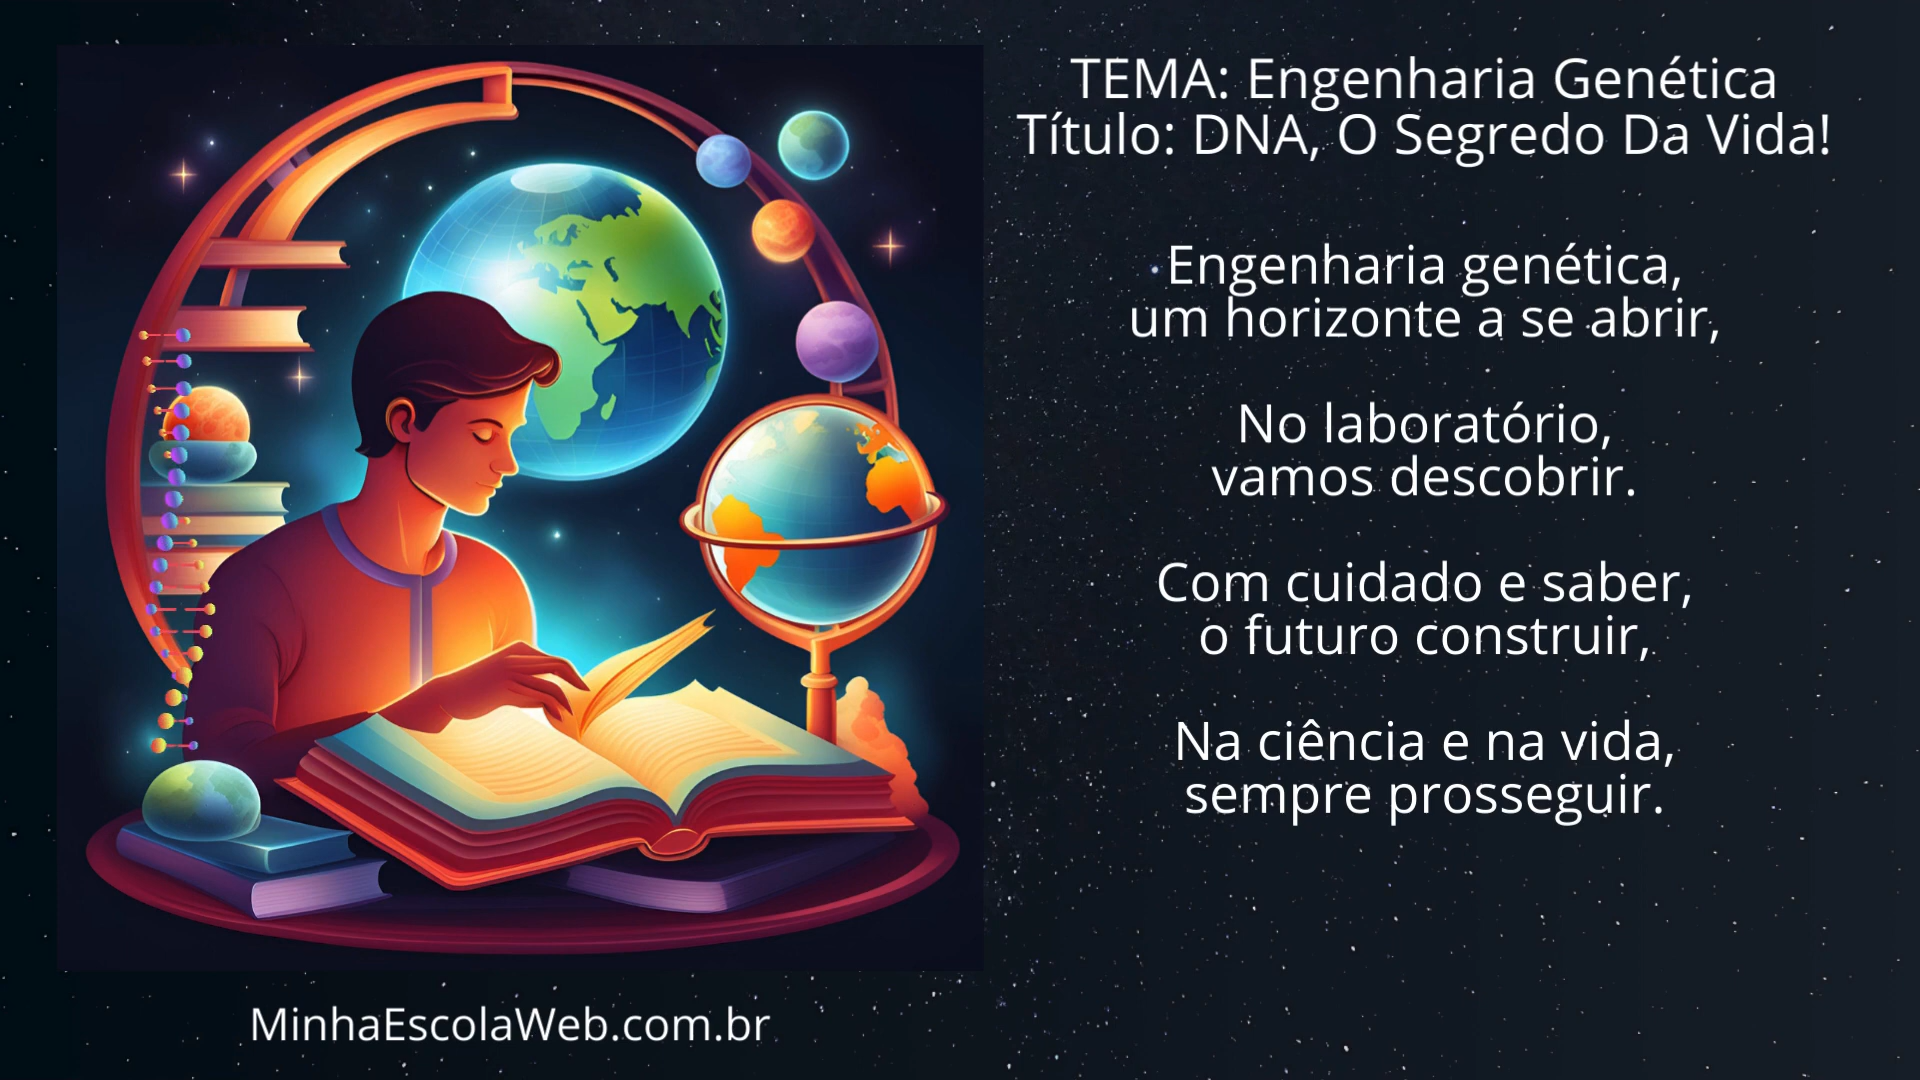 TEMA: Engenharia Genética
Título: DNA, O Segredo Da Vida!
Engenharia genética,
um horizonte a se abrir,
No laboratório,
vamos descobrir.
Com cuidado e saber,
o futuro construir,
Na ciência e na vida,
sempre prosseguir.
MinhaEscolaWeb.com.br